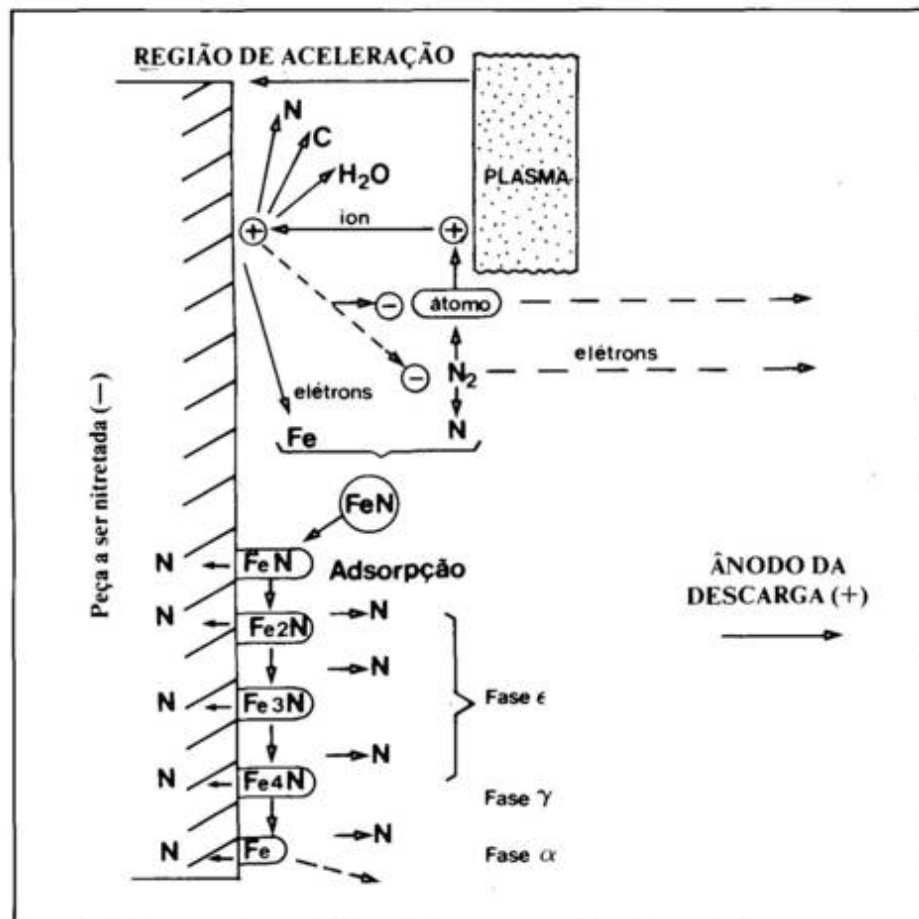 REGIÃO DE ACELERAÇÃO
N
C
H₂O
PLASMA
+
ion
+
−
átomo
−
N₂
elétrons
elétrons
Fe
N
Peça a ser nitretada (—)
FeN
N
FeN
Adsorpção
ÂNODO DA
DESCARGA (+)
N
Fe2N
N
N
Fe3N
N
Fase ϵ
N
Fe4N
N
Fase γ
N
Fe
N
Fase α